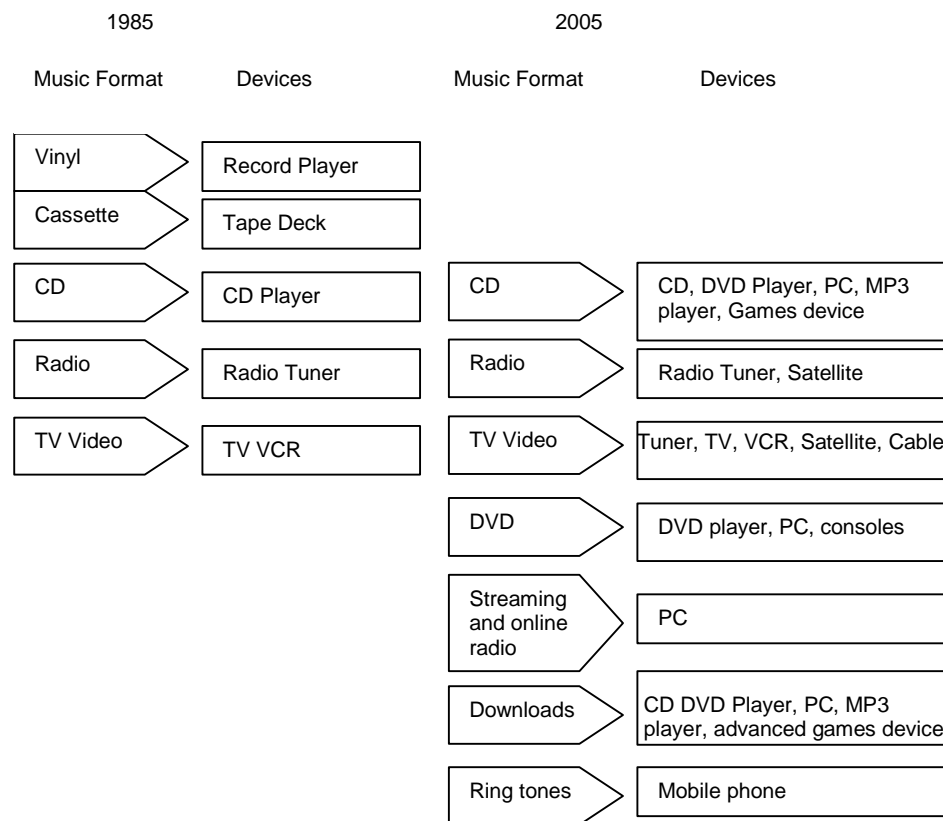 1985
2005
Music Format
Devices
Music Format
Devices
Vinyl
Record Player
Cassette
Tape Deck
CD
CD Player
CD
CD, DVD Player, PC, MP3
player, Games device
Radio
Radio Tuner
Radio
Radio Tuner, Satellite
TV Video
TV VCR
TV Video
Tuner, TV, VCR, Satellite, Cable
DVD
DVD player, PC, consoles
Streaming
and online
radio
PC
Downloads
CD DVD Player, PC, MP3
player, advanced games device
Ring tones
Mobile phone